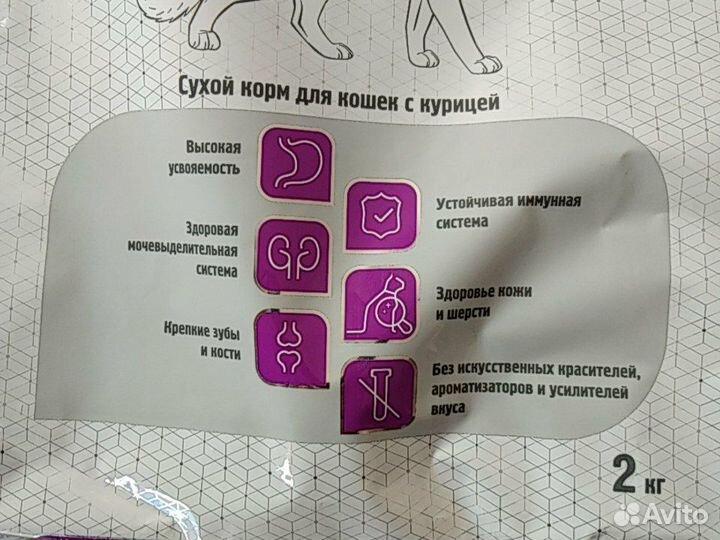 Сухой корм для кошек с курицей
Высокая
усвояемость
Устойчивая иммунная
система
Здоровая
мочевыделительная
система
Здоровье кожи
и шерсти
Крепкие зубы
и кости
Без искусственных красителей,
ароматизаторов и усилителей
вкуса
2 кг
Avito